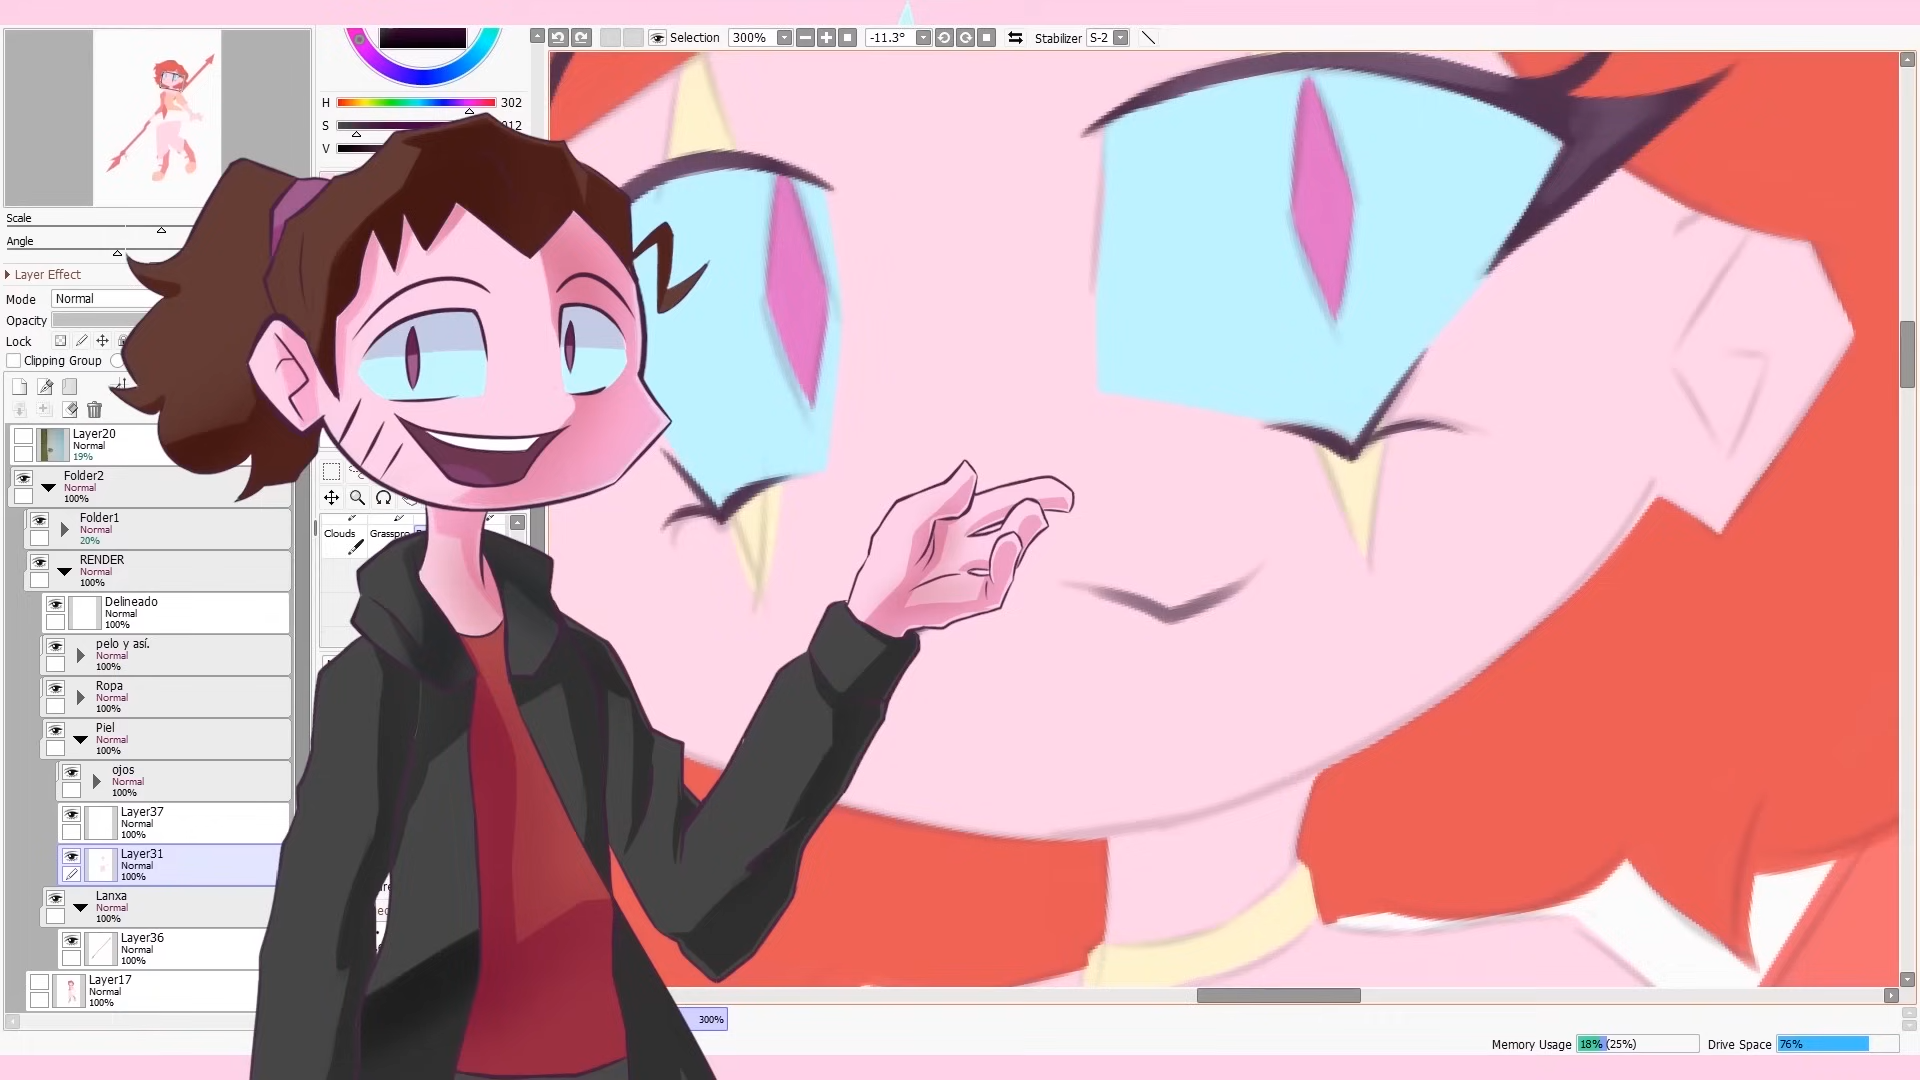 Selection 300% -11.3° Stabilizer S-2
H 302
S 012
V
Scale
Angle
Layer Effect
Mode Normal
Opacity
Lock
Clipping Group
Layer20
Normal
19%
Folder2
Normal
100%
Folder1
Normal
20%
RENDER
Normal
100%
Delineado
Normal
100%
pelo y así.
Normal
100%
Ropa
Normal
100%
Piel
Normal
100%
ojos
Normal
100%
Layer37
Normal
100%
Layer31
Normal
100%
Lanxa
Normal
100%
Layer36
Normal
100%
Layer17
Normal
100%
Clouds Grasspro
300%
Memory Usage 18% (25%) Drive Space 76%